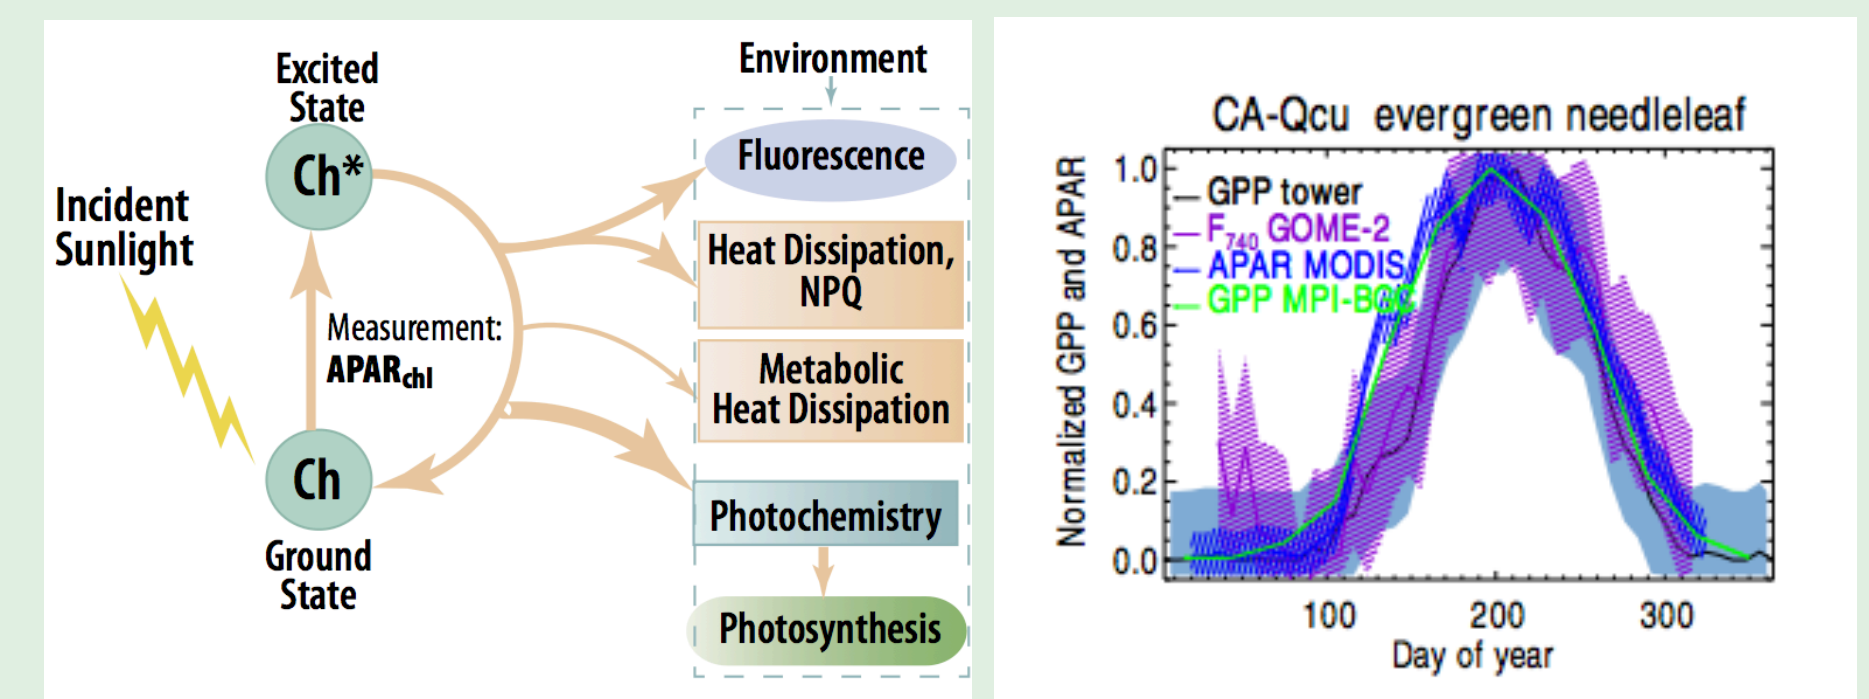 Excited
State
Ch*
Incident
Sunlight
Measurement:
APARchl
Ch
Ground
State
Environment
Fluorescence
Heat Dissipation,
NPQ
Metabolic
Heat Dissipation
Photochemistry
Photosynthesis
CA-Qcu evergreen needleleaf
Normalized GPP and APAR
1.0
0.8
0.6
0.4
0.2
0.0
GPP tower
F740 GOME-2
APAR MODIS
GPP MPI-BGC
100 200 300
Day of year